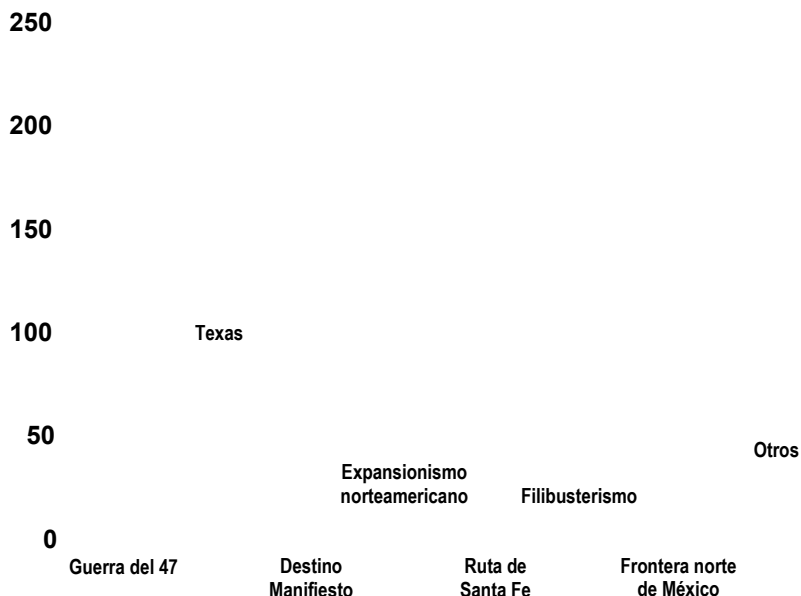 250
200
150
100
Texas
50
Otros
Expansionismo
norteamericano
Filibusterismo
0
Guerra del 47
Destino
Manifiesto
Ruta de
Santa Fe
Frontera norte
de México